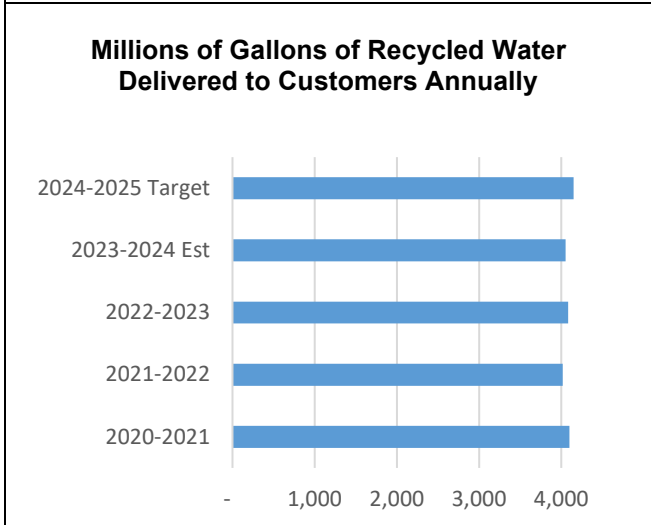 Millions of Gallons of Recycled Water
Delivered to Customers Annually
2024-2025 Target
2023-2024 Est
2022-2023
2021-2022
2020-2021
- 1,000 2,000 3,000 4,000